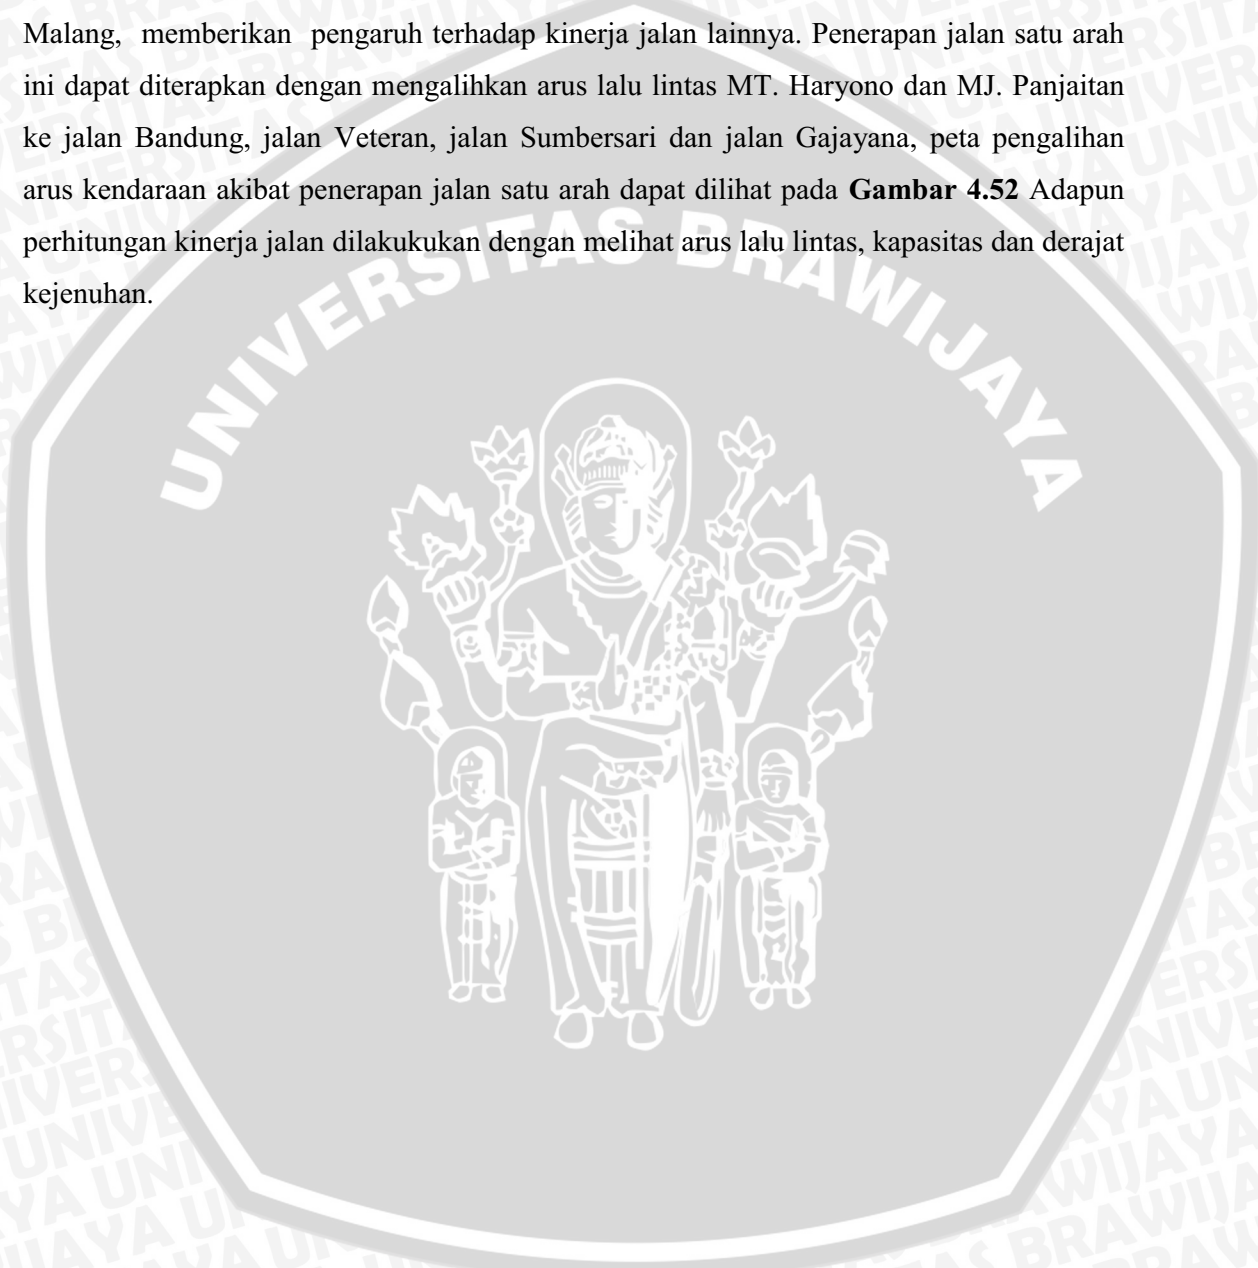 Malang, memberikan pengaruh terhadap kinerja jalan lainnya. Penerapan jalan satu arah
ini dapat diterapkan dengan mengalihkan arus lalu lintas MT. Haryono dan MJ. Panjaitan
ke jalan Bandung, jalan Veteran, jalan Sumbersari dan jalan Gajayana, peta pengalihan
arus kendaraan akibat penerapan jalan satu arah dapat dilihat pada Gambar 4.52 Adapun
perhitungan kinerja jalan dilakukukan dengan melihat arus lalu lintas, kapasitas dan derajat
kejenuhan.
UNIVERSITAS BRAWIJAYA